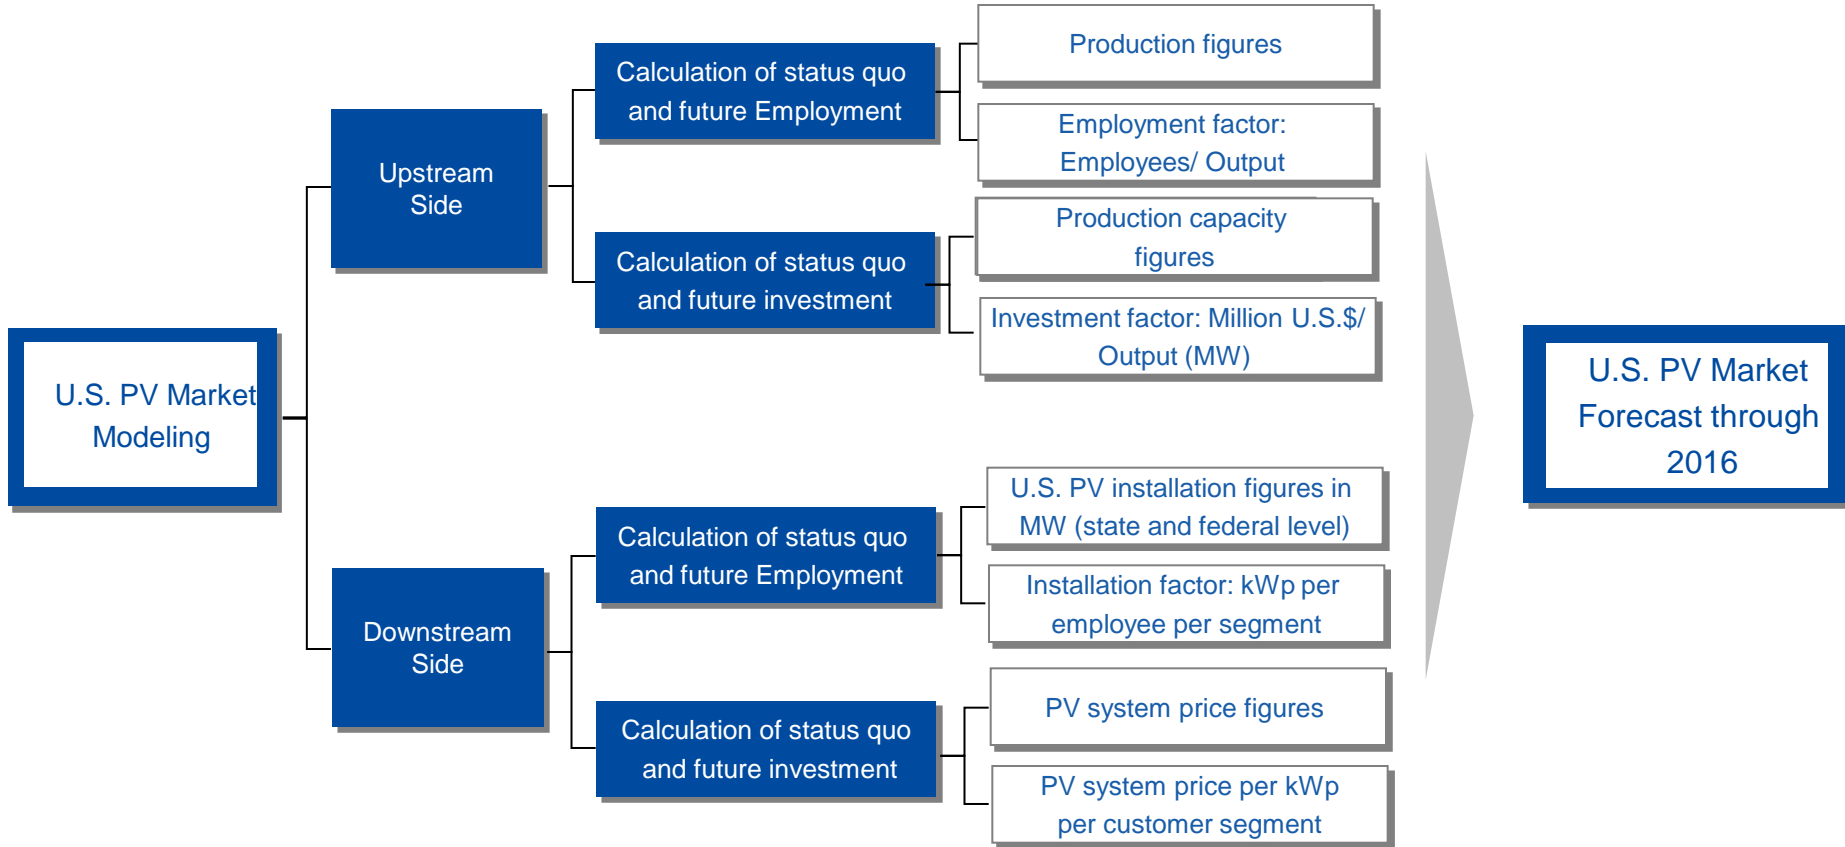 U.S. PV Market
Modeling
Upstream
Side
Calculation of status quo
and future Employment
Production figures
Employment factor:
Employees/ Output
Calculation of status quo
and future investment
Production capacity
figures
Investment factor: Million U.S.$/
Output (MW)
Downstream
Side
Calculation of status quo
and future Employment
U.S. PV installation figures in
MW (state and federal level)
Installation factor: kWp per
employee per segment
Calculation of status quo
and future investment
PV system price figures
PV system price per kWp
per customer segment
U.S. PV Market
Forecast through
2016